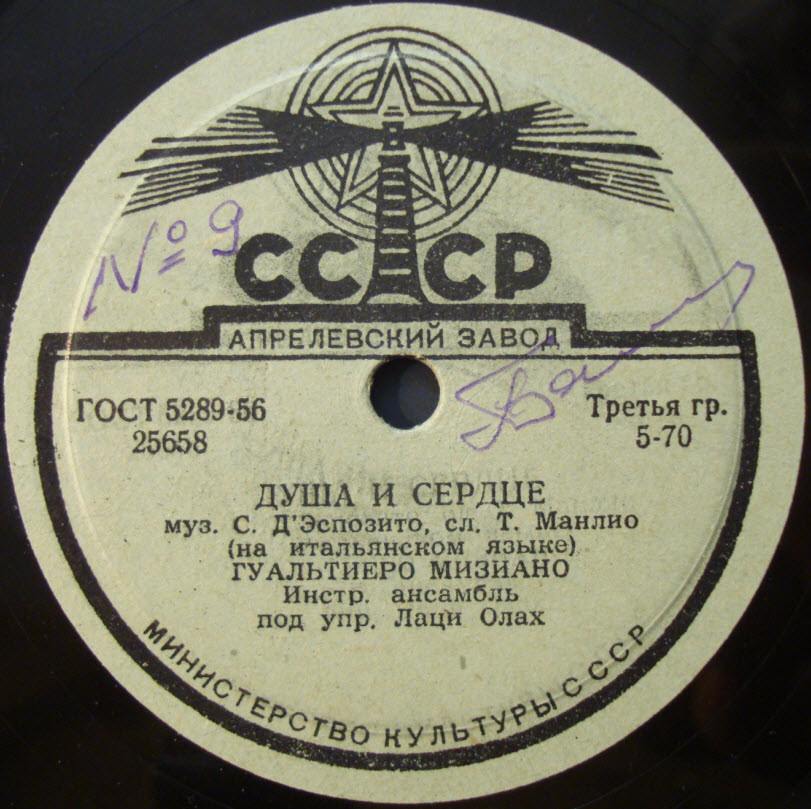 № 9
СССР
АПРЕЛЕВСКИЙ ЗАВОД
ГОСТ 5289-56
25658
Третья гр.
5-70
ДУША И СЕРДЦЕ
муз. С. Д'Эспозито, сл. Т. Манлио
(на итальянском языке)
ГУАЛЬТИЕРО МИЗИАНО
Инстр. ансамбль
под упр. Лаци Олах
МИНИСТЕРСТВО КУЛЬТУРЫ СССР